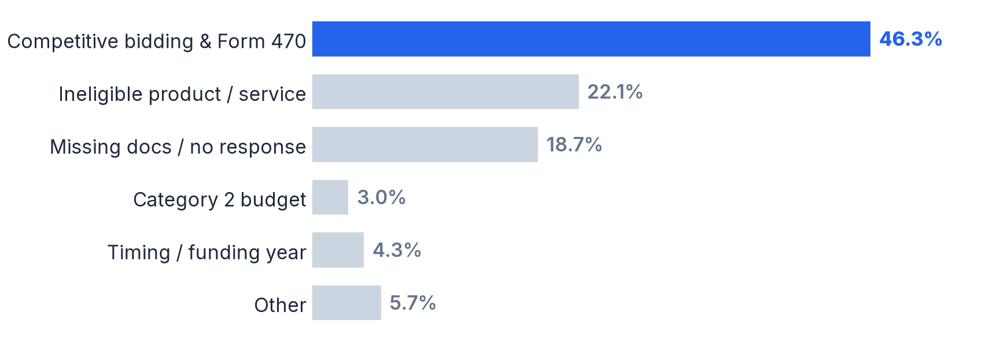 Competitive bidding & Form 470 46.3%
Ineligible product / service 22.1%
Missing docs / no response 18.7%
Category 2 budget 3.0%
Timing / funding year 4.3%
Other 5.7%